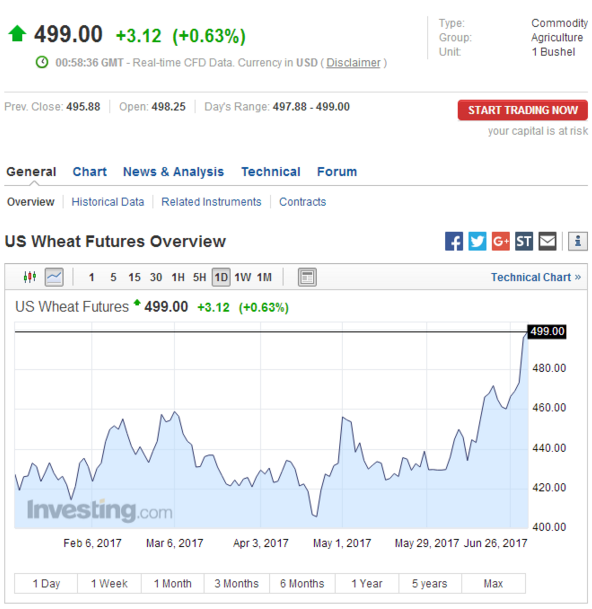 499.00 +3.12 (+0.63%)
00:58:36 GMT - Real-time CFD Data. Currency in USD ( Disclaimer )
Type: Commodity
Group: Agriculture
Unit: 1 Bushel
Prev. Close: 495.88 Open: 498.25 Day's Range: 497.88 - 499.00
START TRADING NOW
your capital is at risk
General Chart News & Analysis Technical Forum
Overview Historical Data Related Instruments Contracts
US Wheat Futures Overview
f G+ ST i
1 5 15 30 1H 5H 1D 1W 1M
Technical Chart »
US Wheat Futures 499.00 +3.12 (+0.63%)
499.00
480.00
460.00
440.00
420.00
400.00
Investing.com
Feb 6, 2017 Mar 6, 2017 Apr 3, 2017 May 1, 2017 May 29, 2017 Jun 26, 2017
1 Day 1 Week 1 Month 3 Months 6 Months 1 Year 5 years Max